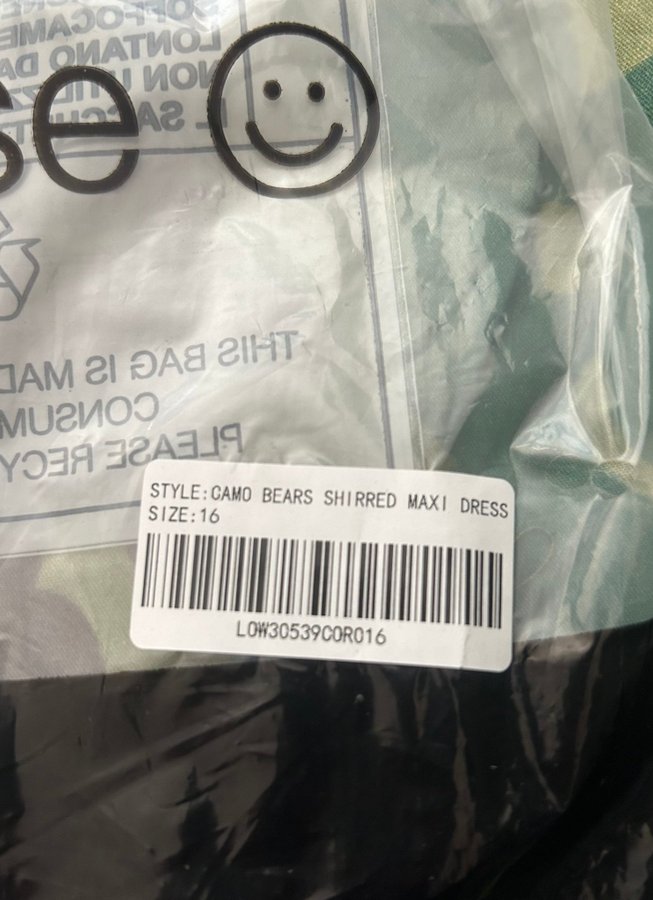 SOFFOCAME
LONTANO DA
NON UTILIZZ
se
THIS BAG IS MAD
CONSUM
PLEASE RECY
STYLE:CAMO BEARS SHIRRED MAXI DRESS
SIZE:16
LOW30539COR016